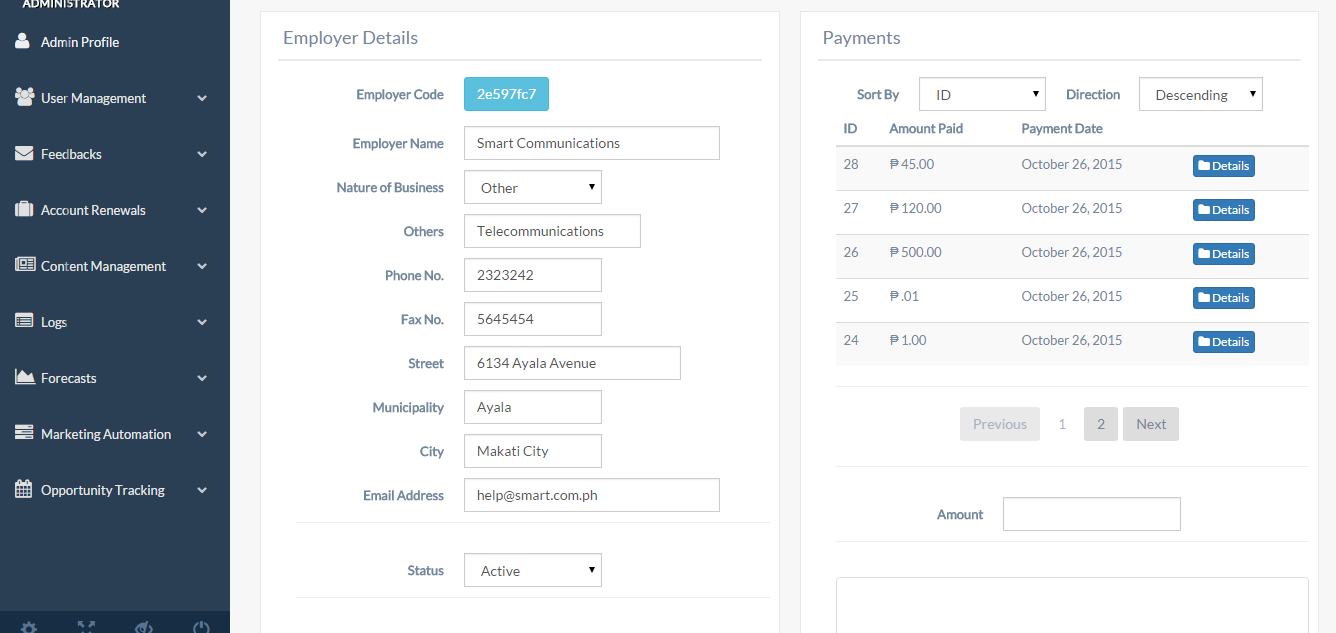 ADMINISTRATOR
Admin Profile
User Management
Feedbacks
Account Renewals
Content Management
Logs
Forecasts
Marketing Automation
Opportunity Tracking
Employer Details
Employer Code 2e597fc7
Employer Name Smart Communications
Nature of Business Other
Others Telecommunications
Phone No. 2323242
Fax No. 5645454
Street 6134 Ayala Avenue
Municipality Ayala
City Makati City
Email Address help@smart.com.ph
Status Active
Payments
Sort By ID Direction Descending
ID Amount Paid Payment Date
28 ₱ 45.00 October 26, 2015 Details
27 ₱ 120.00 October 26, 2015 Details
26 ₱ 500.00 October 26, 2015 Details
25 ₱ .01 October 26, 2015 Details
24 ₱ 1.00 October 26, 2015 Details
Previous 1 2 Next
Amount